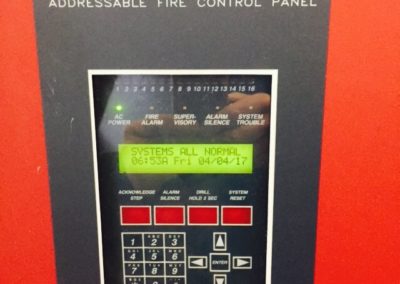 ADDRESSABLE FIRE CONTROL PANEL
1 2 3 4 5 6 7 8 9 10 11 12 13 14 15 16
AC POWER FIRE ALARM SUPER-VISORY ALARM SILENCE SYSTEM TROUBLE
SYSTEMS ALL NORMAL
06:53A Fri 04/04/17
ACKNOWLEDGE STEP ALARM SILENCE DRILL HOLD 2 SEC SYSTEM RESET
1 2 3
4 5 6
7 8 9
ENTER